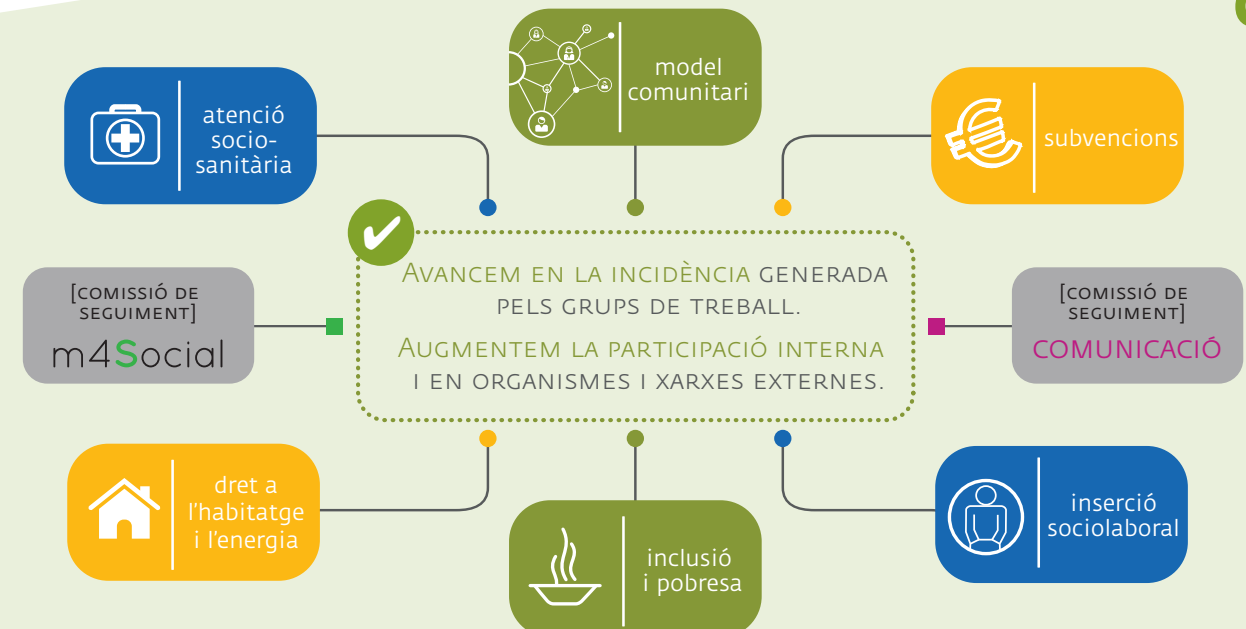 model
comunitari
atenció
socio-
sanitària
subvencions
AVANCEM EN LA INCIDÈNCIA GENERADA
PELS GRUPS DE TREBALL.
AUGMENTEM LA PARTICIPACIÓ INTERNA
I EN ORGANISMES I XARXES EXTERNES.
[COMISSIÓ DE
SEGUIMENT]
m4Social
[COMISSIÓ DE
SEGUIMENT]
COMUNICACIÓ
dret a
l'habitatge
i l'energia
inclusió
i pobresa
inserció
sociolaboral